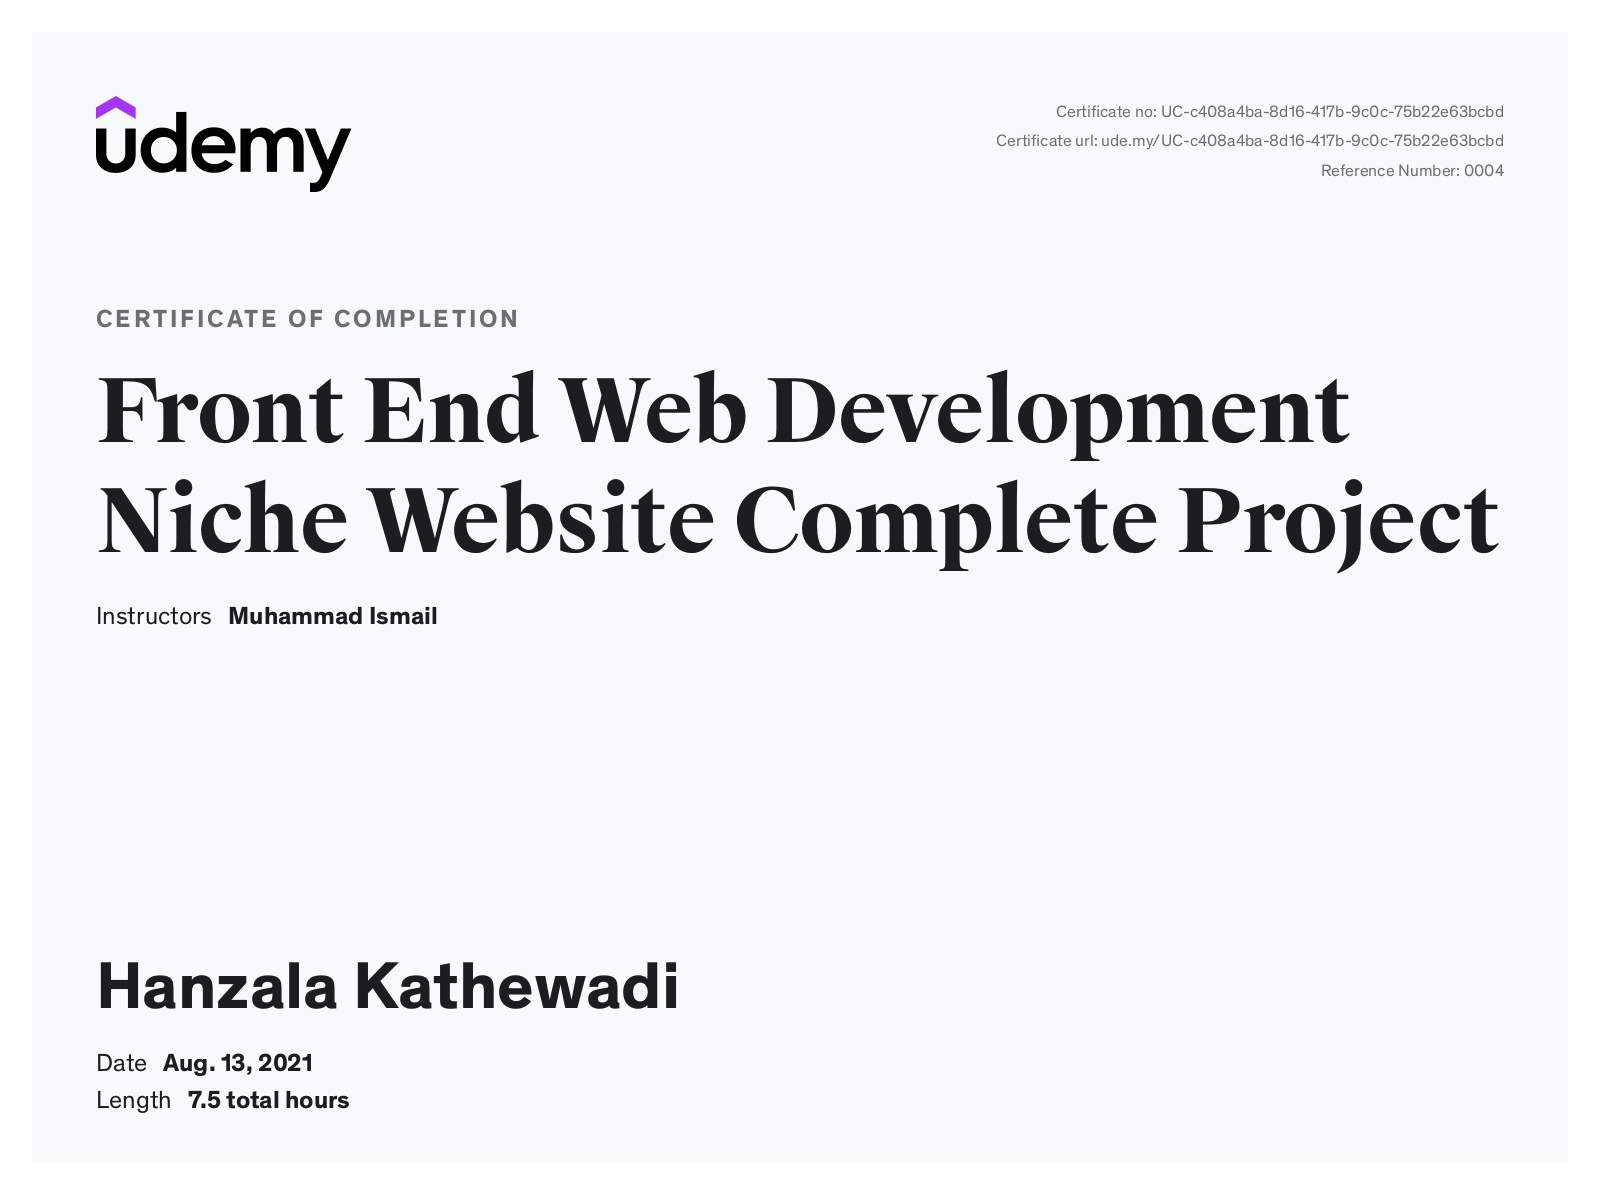 udemy
Certificate no: UC-c408a4ba-8d16-417b-9c0c-75b22e63bcbd
Certificate url: ude.my/UC-c408a4ba-8d16-417b-9c0c-75b22e63bcbd
Reference Number: 0004
CERTIFICATE OF COMPLETION
Front End Web Development
Niche Website Complete Project
Instructors Muhammad Ismail
Hanzala Kathewadi
Date Aug. 13, 2021
Length 7.5 total hours